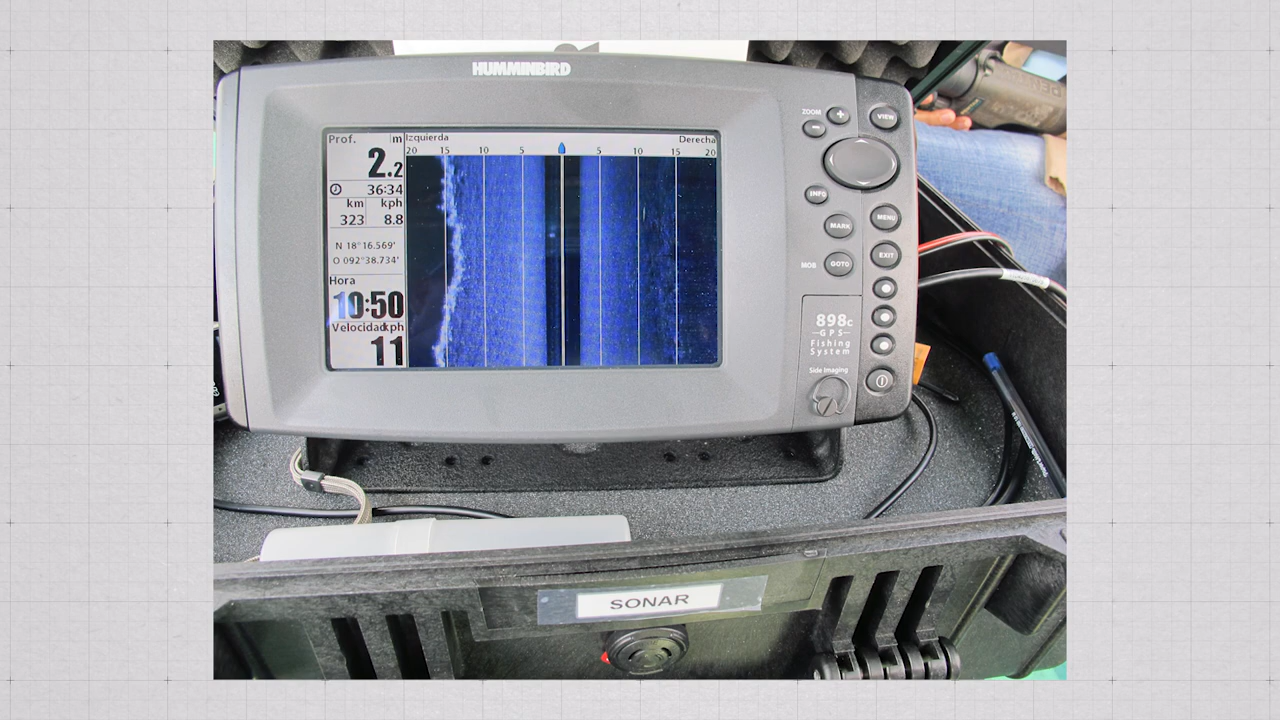 HUMMINBIRD
Prof. m
2.2
36:34
km kph
323 8.8
N 18°16.569'
O 092°38.734'
Hora
10:50
Velocidad kph
11
Izquierda Derecha
20 15 10 5 5 10 15 20
ZOOM + VIEW
-
INFO
MARK MENU
MOB GOTO EXIT
898c
GPS
Fishing
System
Side Imaging
SONAR